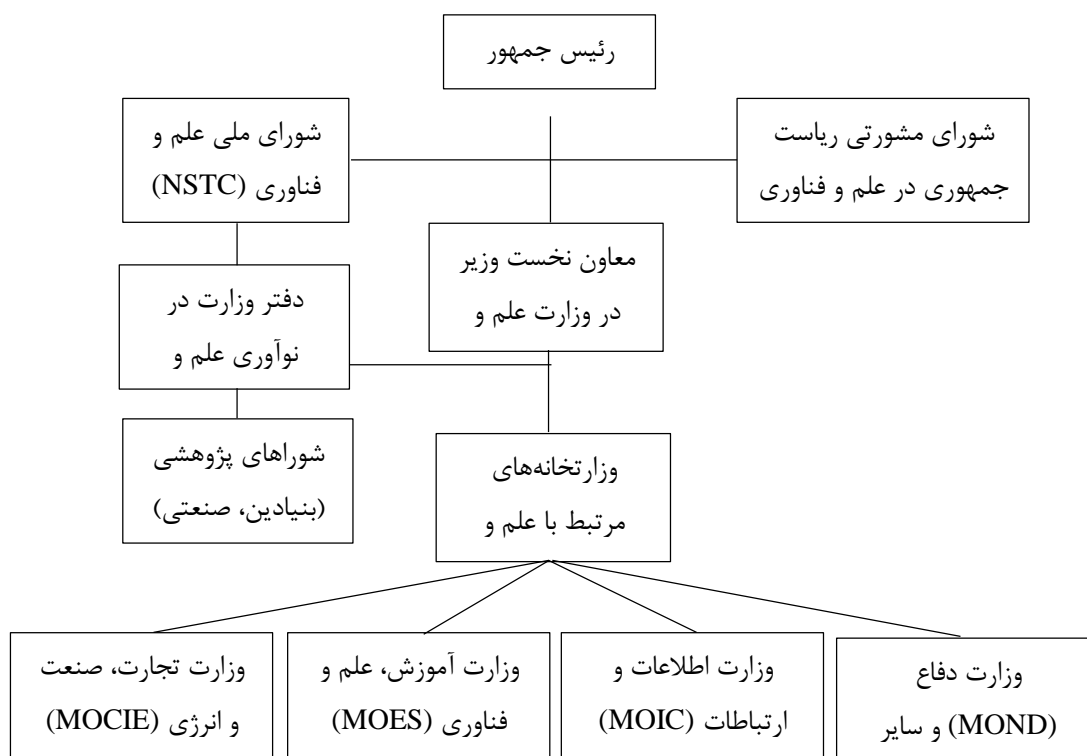 رئیس جمهور
شورای مشورتی ریاست
جمهوری در علم و فناوری
شورای ملی علم و
فناوری (NSTC)
معاون نخست وزیر
در وزارت علم و
دفتر وزارت در
نوآوری علم و
شوراهای پژوهشی
(بنیادین، صنعتی)
وزارتخانه‌های
مرتبط با علم و
وزارت دفاع
(MOND) و سایر
وزارت اطلاعات و
ارتباطات (MOIC)
وزارت آموزش، علم و
فناوری (MOES)
وزارت تجارت، صنعت
و انرژی (MOCIE)